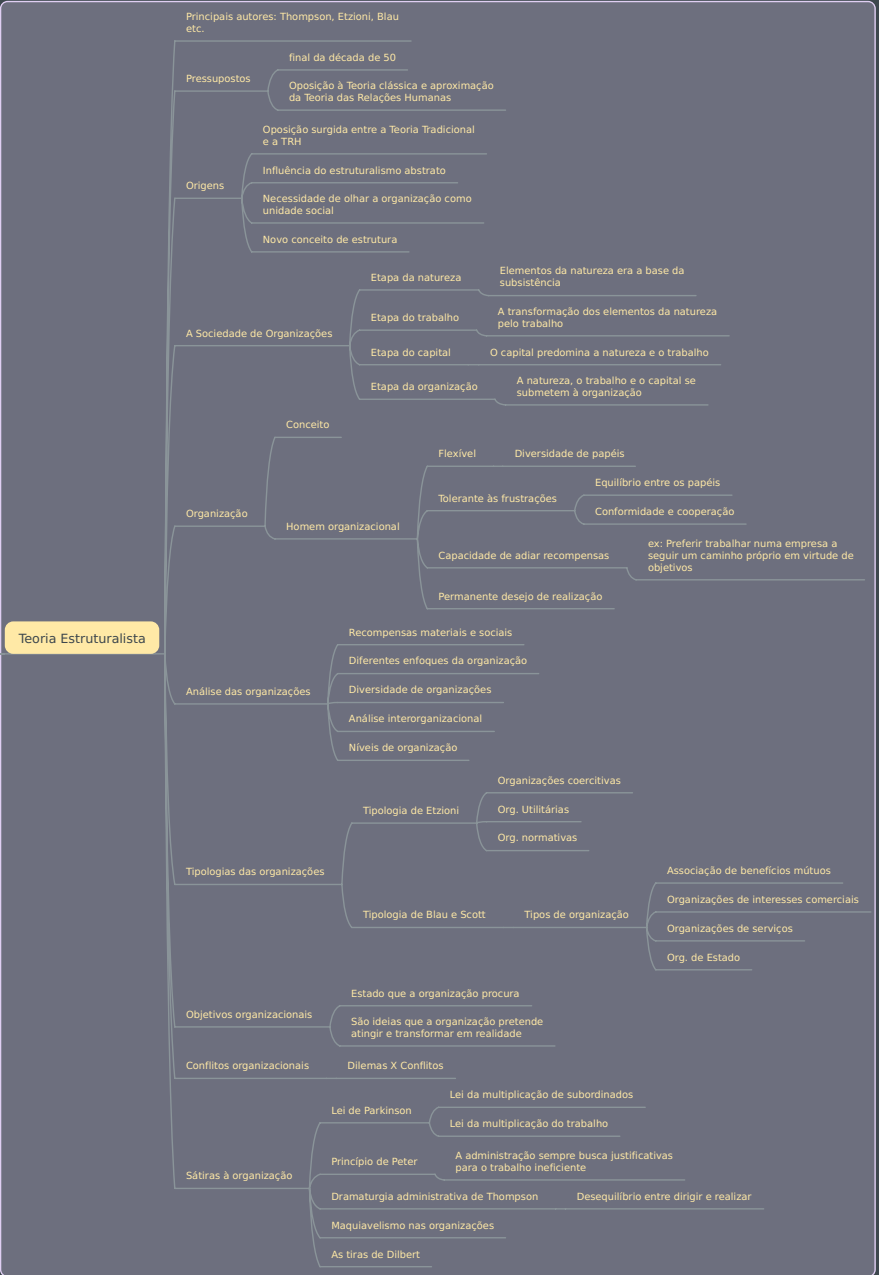 Teoria Estruturalista
Principais autores: Thompson, Etzioni, Blau
etc.
Pressupostos
final da década de 50
Oposição à Teoria clássica e aproximação
da Teoria das Relações Humanas
Origens
Oposição surgida entre a Teoria Tradicional
e a TRH
Influência do estruturalismo abstrato
Necessidade de olhar a organização como
unidade social
Novo conceito de estrutura
A Sociedade de Organizações
Etapa da natureza
Elementos da natureza era a base da
subsistência
Etapa do trabalho
A transformação dos elementos da natureza
pelo trabalho
Etapa do capital
O capital predomina a natureza e o trabalho
Etapa da organização
A natureza, o trabalho e o capital se
submetem à organização
Organização
Conceito
Homem organizacional
Flexível
Diversidade de papéis
Tolerante às frustrações
Equilíbrio entre os papéis
Conformidade e cooperação
Capacidade de adiar recompensas
ex: Preferir trabalhar numa empresa a
seguir um caminho próprio em virtude de
objetivos
Permanente desejo de realização
Análise das organizações
Recompensas materiais e sociais
Diferentes enfoques da organização
Diversidade de organizações
Análise interorganizacional
Níveis de organização
Tipologias das organizações
Tipologia de Etzioni
Organizações coercitivas
Org. Utilitárias
Org. normativas
Tipologia de Blau e Scott
Tipos de organização
Associação de benefícios mútuos
Organizações de interesses comerciais
Organizações de serviços
Org. de Estado
Objetivos organizacionais
Estado que a organização procura
São ideias que a organização pretende
atingir e transformar em realidade
Conflitos organizacionais
Dilemas X Conflitos
Sátiras à organização
Lei de Parkinson
Lei da multiplicação de subordinados
Lei da multiplicação do trabalho
Princípio de Peter
A administração sempre busca justificativas
para o trabalho ineficiente
Dramaturgia administrativa de Thompson
Desequilíbrio entre dirigir e realizar
Maquiavelismo nas organizações
As tiras de Dilbert